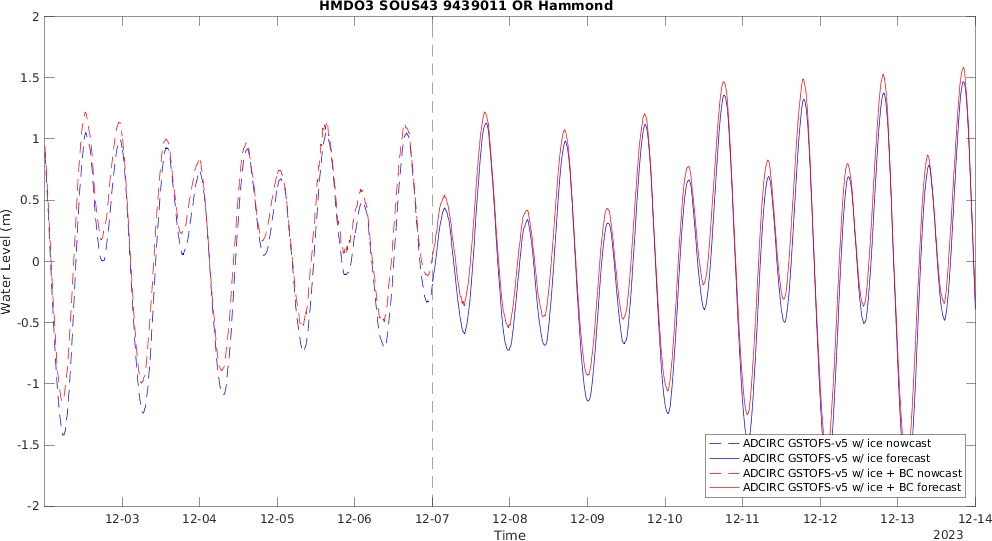 HMDO3 SOUS43 9439011 OR Hammond
2
1.5
1
0.5
0
-0.5
-1
-1.5
-2
Water Level (m)
12-03 12-04 12-05 12-06 12-07 12-08 12-09 12-10 12-11 12-12 12-13 12-14
Time
2023
ADCIRC GSTOFS-v5 w/ ice nowcast
ADCIRC GSTOFS-v5 w/ ice forecast
ADCIRC GSTOFS-v5 w/ ice + BC nowcast
ADCIRC GSTOFS-v5 w/ ice + BC forecast